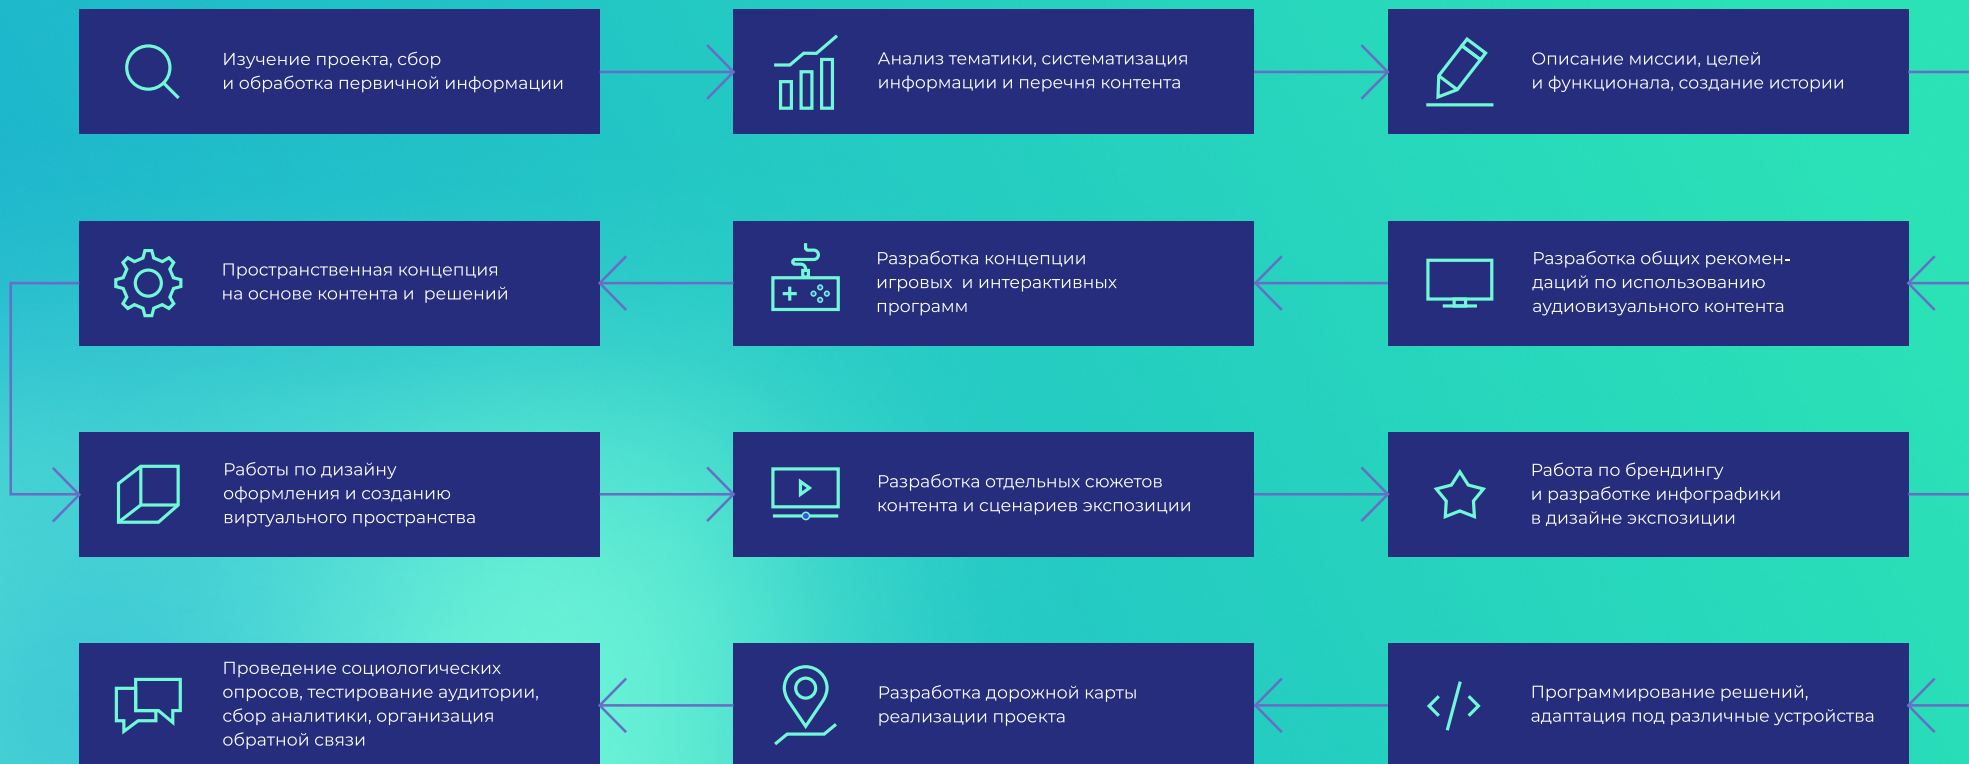 Изучение проекта, сбор
и обработка первичной информации
Анализ тематики, систематизация
информации и перечня контента
Описание миссии, целей
и функционала, создание истории
Разработка общих рекомен-
даций по использованию
аудиовизуального контента
Разработка концепции
игровых и интерактивных
программ
Пространственная концепция
на основе контента и решений
Работы по дизайну
оформления и созданию
виртуального пространства
Разработка отдельных сюжетов
контента и сценариев экспозиции
Работа по брендингу
и разработке инфографики
в дизайне экспозиции
Программирование решений,
адаптация под различные устройства
Разработка дорожной карты
реализации проекта
Проведение социологических
опросов, тестирование аудитории,
сбор аналитики, организация
обратной связи